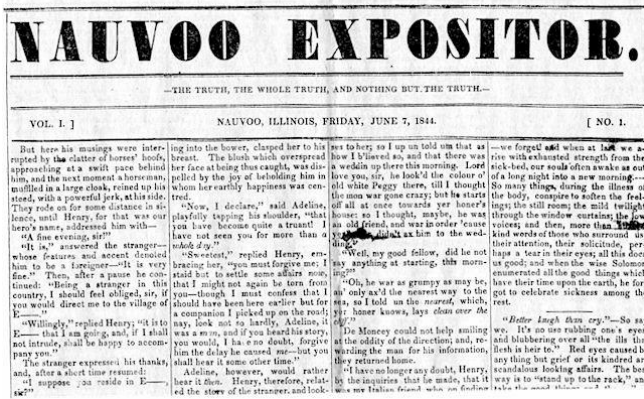 NAUVOO EXPOSITOR.
—THE TRUTH, THE WHOLE TRUTH, AND NOTHING BUT THE TRUTH.—
VOL. I. ]
NAUVOO, ILLINOIS, FRIDAY, JUNE 7, 1844.
[ NO. 1.
But here his musings were inter-
rupted by the clatter of horses' hoofs,
approaching at a swift pace behind
him, and the next moment a horseman,
muffled in a large cloak, reined up his
steed, with a powerful jerk, at his side.
They rode on for some distance in si-
lence, until Henry, for that was our
hero's name, addressed him with—
"A fine evening, sir?"
"It is," answered the stranger—
whose features and accent denoted
him to be a foreigner—"It is very
fine." Then, after a pause he con-
tinued: "Being a stranger in this
country, I should feel obliged, sir, if
you would direct me to the village of
E——."
"Willingly," replied Henry; "it is to
E—— that I am going, and, if I shall
not intrude, shall be happy to accom-
pany you."
The stranger expressed his thanks,
and, after a short time resumed:
"I suppose you reside in E—,
sir?"
ing into the bower, clasped her to his
breast. The blush which overspread
her face at being thus caught, was dis-
pelled by the joy of beholding him in
whom her earthly happiness was cen-
tred.
"Now, I declare," said Adeline,
playfully tapping his shoulder, "that
you have become quite a truant! I
have not seen you for more than a
whole day."
"Sweetest," replied Henry, em-
bracing her, "you must forgive me; I
staid but to settle some affairs now,
that I might not again be torn from
you—though I must confess that I
should have been here earlier but for
a companion I picked up on the road;
nay, look not so hardly, Adeline, it
was a man, and if you heard his story,
you would, I have no doubt, forgive
him the delay he caused me—but you
shall hear it some other time."
Adeline, however, would rather
hear it then. Henry, therefore, relat-
ed the story of the stranger, and look-
ses to her; so I up un told um that as
how I b'lieved so, and that there was
a weddin up there this morning. Lord
love you, sir, he look'd the colour o'
old white Peggy there, till I thought
the mon war gone crazy; but he starts
off all at once towards yer honer's
house; so I thought, maybe, he was
an old friend, and war in order 'cause
didn't ax him to the wed-
ding."
"Well, my good fellow, did he not
say anything at starting, this morn-
ing?"
"Oh, he war as grumpy as may be,
an' only ax'd the nearest way to the
sea, so I told un the nearest, which,
yer honer knows, lays clean over the
cliff."
De Moncey could not help smiling
at the oddity of the direction; and, re-
warding the man for his information,
they returned home.
"I have no longer any doubt, Henry,
by the inquiries that he made, that it
was my Italian friend who on finding
—we forget and when at last we a-
rise with exhausted strength from the
sick-bed, our souls often awake as out
of a long night into a new morning.—
So many things, during the illness of
the body, conspire to soften the feel-
ings; the still room; the mild twilight
through the window curtains; the low
voices; and then, more than
kind words of those who surround us,
their attention, their solicitude, per-
haps a tear in their eyes; all this does
us good; and when the wise Solomon
enumerated all the good things which
have their time upon the earth, he for-
got to celebrate sickness among the
rest.
"Better laugh than cry."—So say
we. It's no use rubbing one's eyes
and blubbering over all "the ills that
flesh is heir to." Red eyes caused by
any thing but grief or its kindred are
scandalous looking affairs. The best
way is to "stand up to the rack," and
take the good things and the